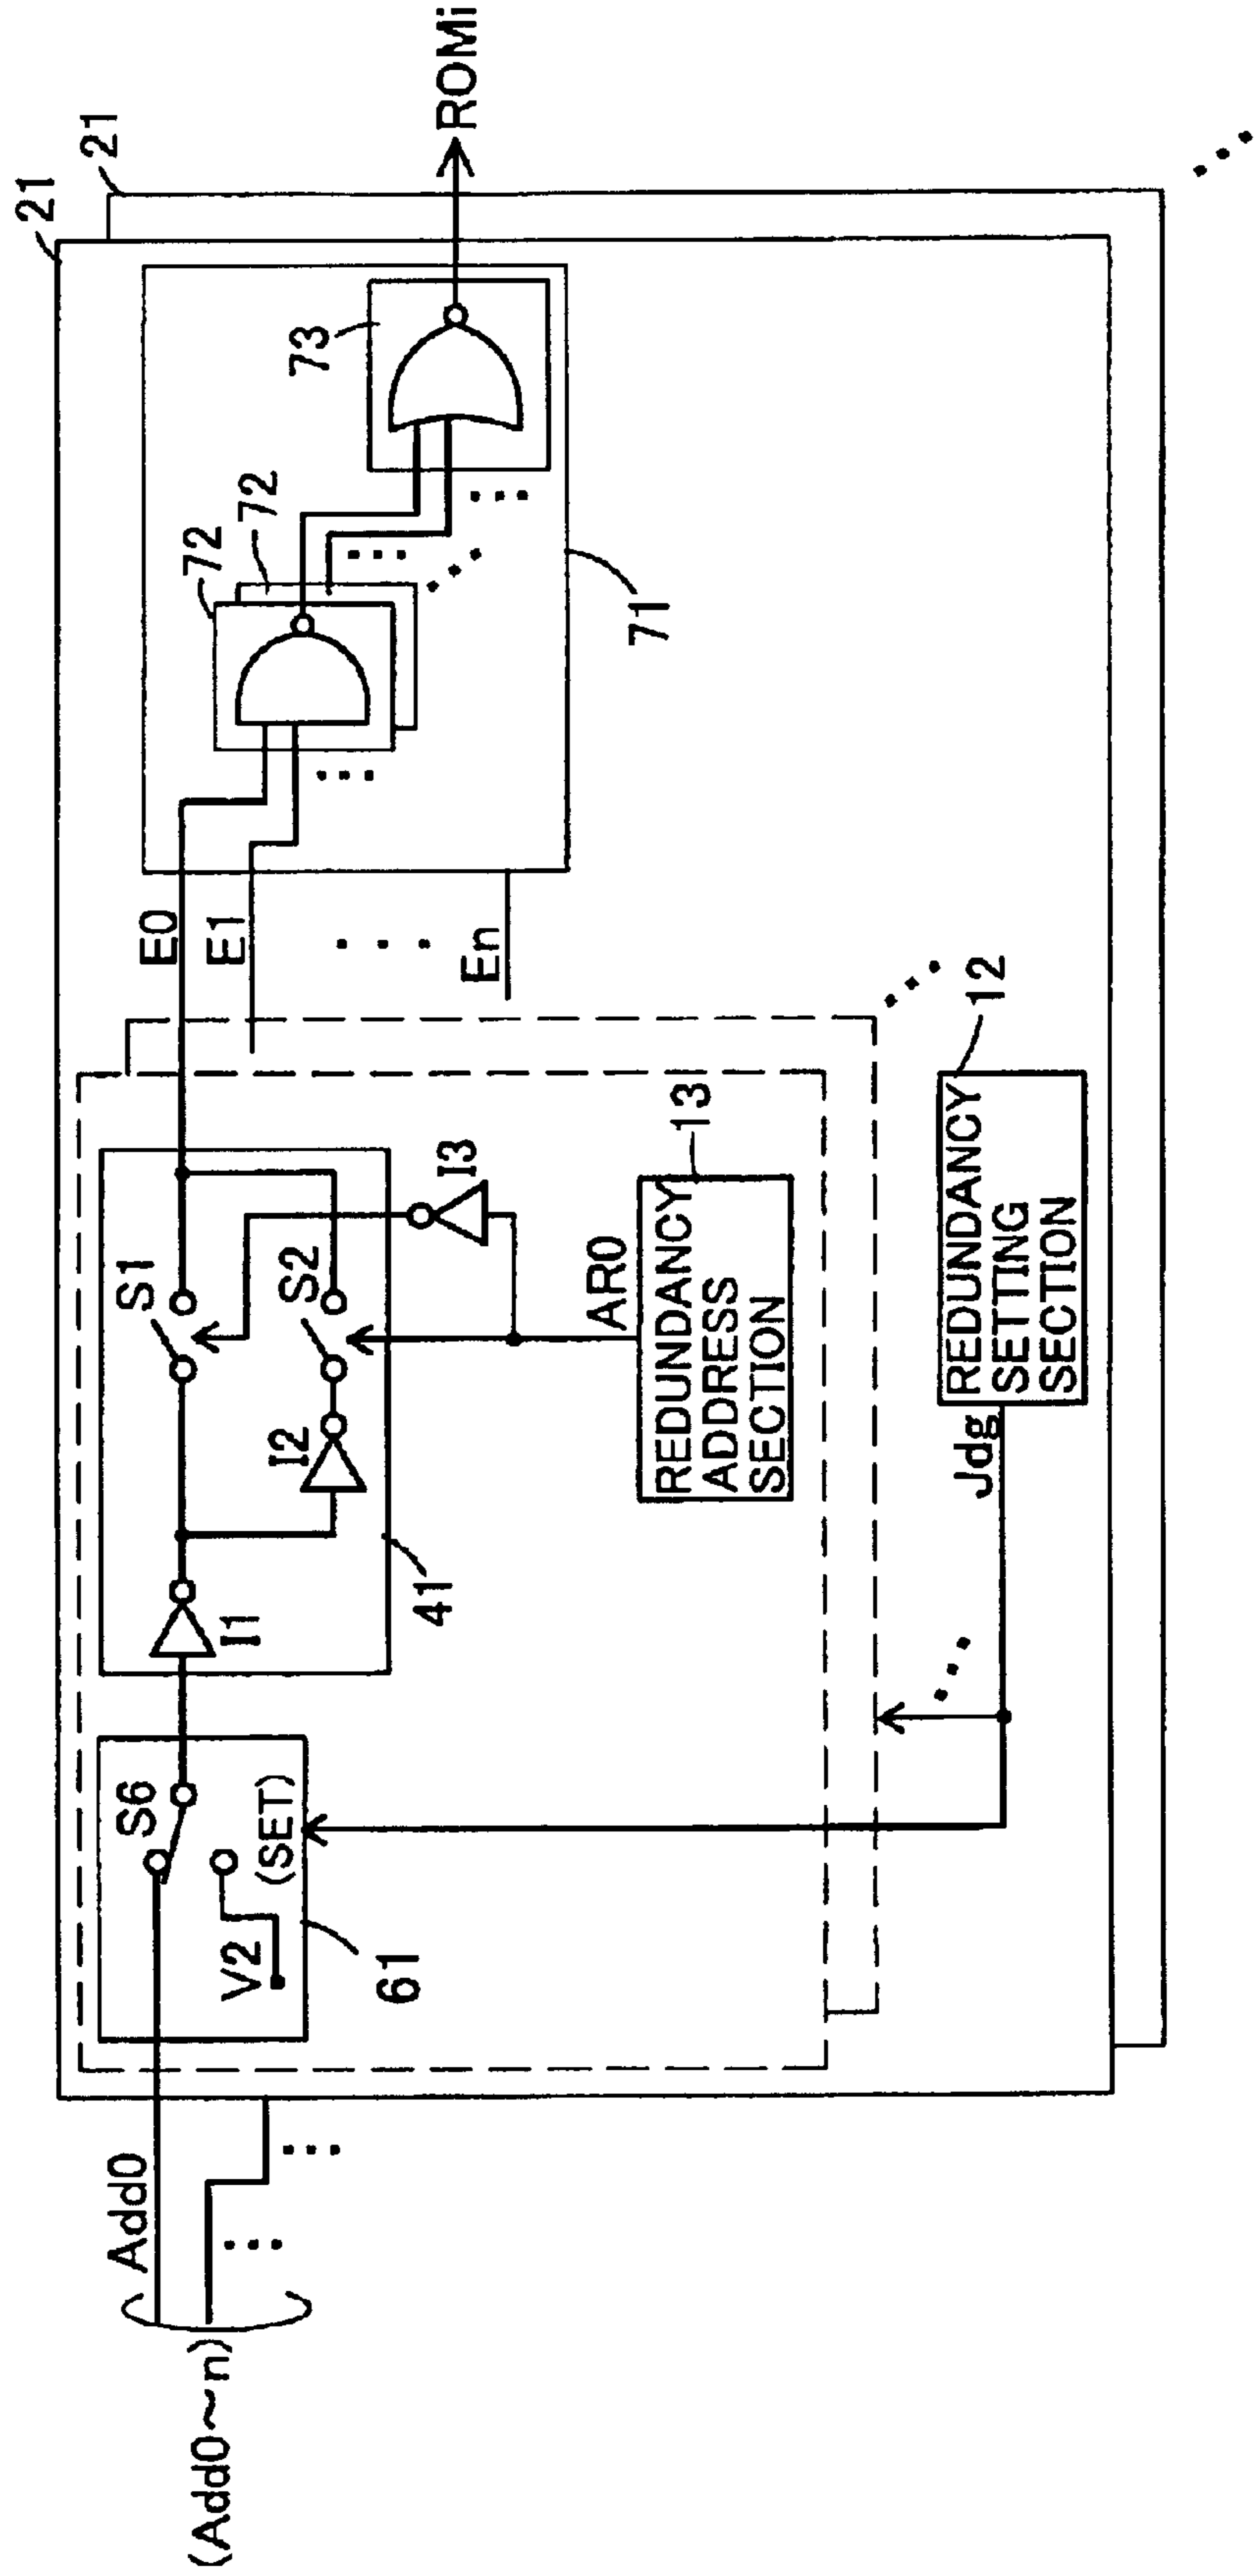 (Add0~n)
Add0
21
21
S6
V2
(SET)
61
I1
41
I2
S1
S2
I3
AR0
REDUNDANCY
ADDRESS
SECTION
13
Jdg
REDUNDANCY
SETTING
SECTION
12
E0
E1
En
72
72
73
71
ROMi